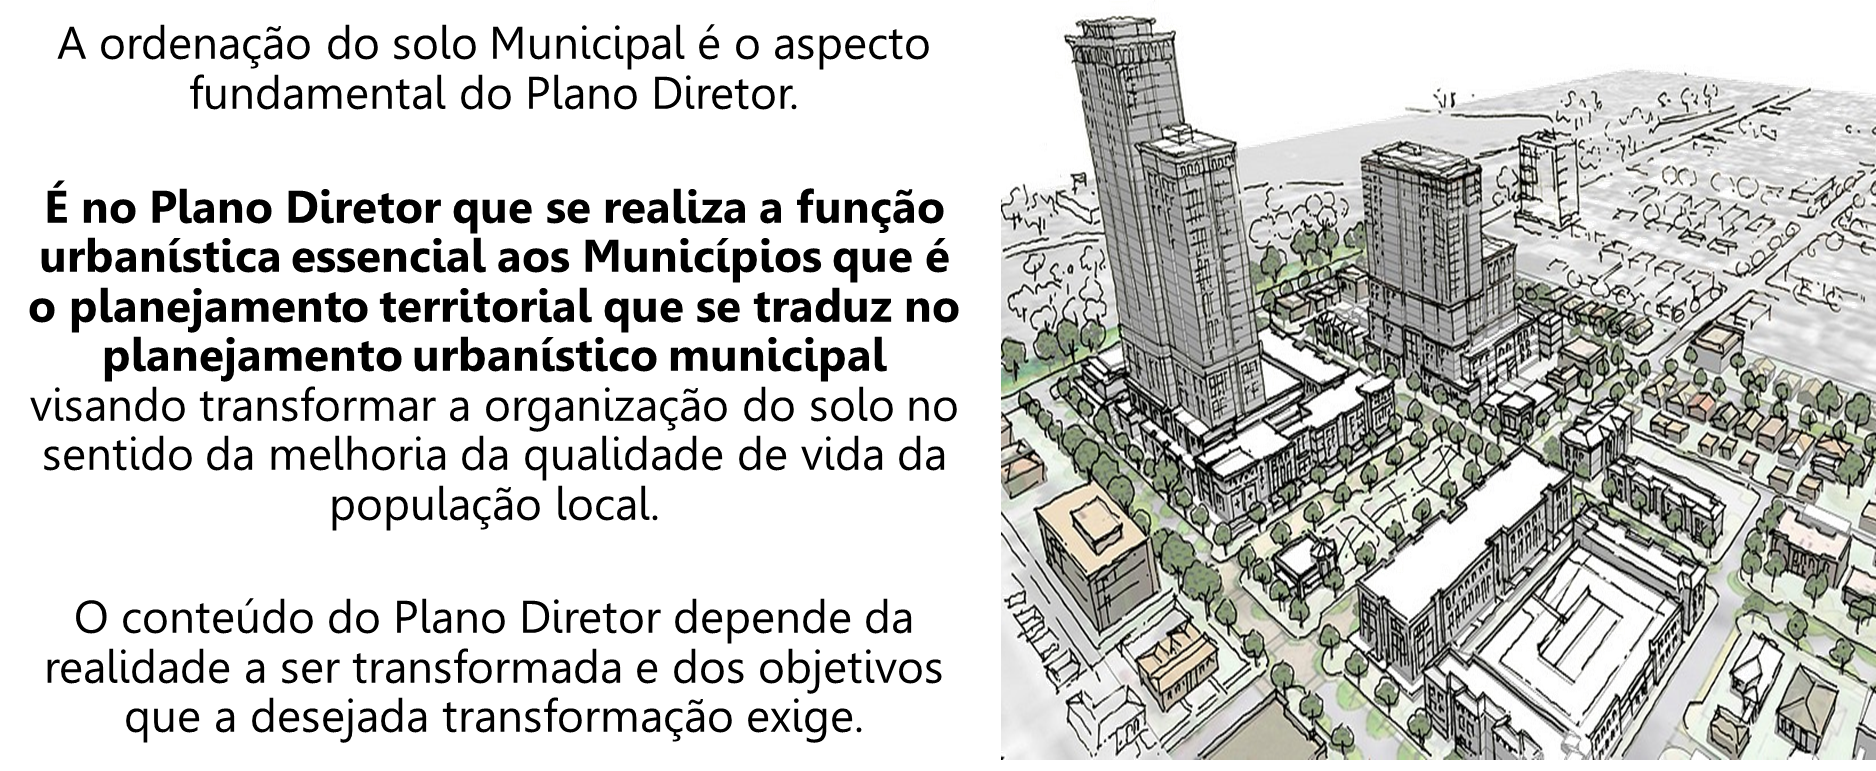 A ordenação do solo Municipal é o aspecto
fundamental do Plano Diretor.
É no Plano Diretor que se realiza a função
urbanística essencial aos Municípios que é
o planejamento territorial que se traduz no
planejamento urbanístico municipal
visando transformar a organização do solo no
sentido da melhoria da qualidade de vida da
população local.
O conteúdo do Plano Diretor depende da
realidade a ser transformada e dos objetivos
que a desejada transformação exige.